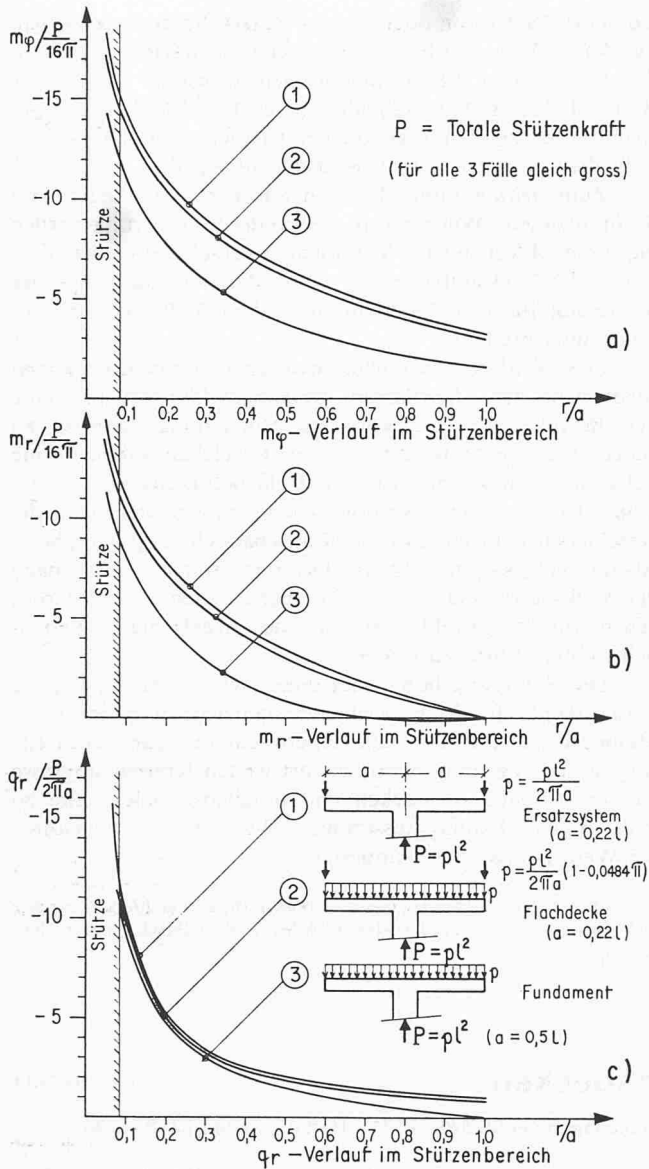 mφ/P/16π
-15
-10
-5
Stütze
1
2
3
P = Totale Stützenkraft
(für alle 3 Fälle gleich gross)
a)
0,1 0,2 0,3 0,4 0,5 0,6 0,7 0,8 0,9 1,0 r/a
mφ-Verlauf im Stützenbereich
mr/P/16π
-10
-5
Stütze
1
2
3
b)
0,1 0,2 0,3 0,4 0,5 0,6 0,7 0,8 0,9 1,0 r/a
mr-Verlauf im Stützenbereich
qr/P/2πa
-15
-10
-5
Stütze
1
2
3
a a
p = pl²/2πa
Ersatzsystem
(a=0,22l)
P=pl²
p = pl²/2πa (1-0,0484π)
p
Flachdecke
(a=0,22l)
P=pl²
p
Fundament
P=pl² (a=0,5l)
c)
0,1 0,2 0,3 0,4 0,5 0,6 0,7 0,8 0,9 1,0 r/a
qr-Verlauf im Stützenbereich